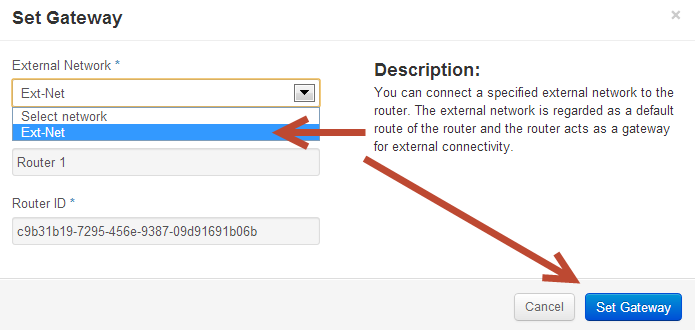 Set Gateway
×
External Network *
Ext-Net
Select network
Ext-Net
Router 1
Router ID *
c9b31b19-7295-456e-9387-09d91691b06b
Description:
You can connect a specified external network to the
router. The external network is regarded as a default
route of the router and the router acts as a gateway
for external connectivity.
Cancel
Set Gateway